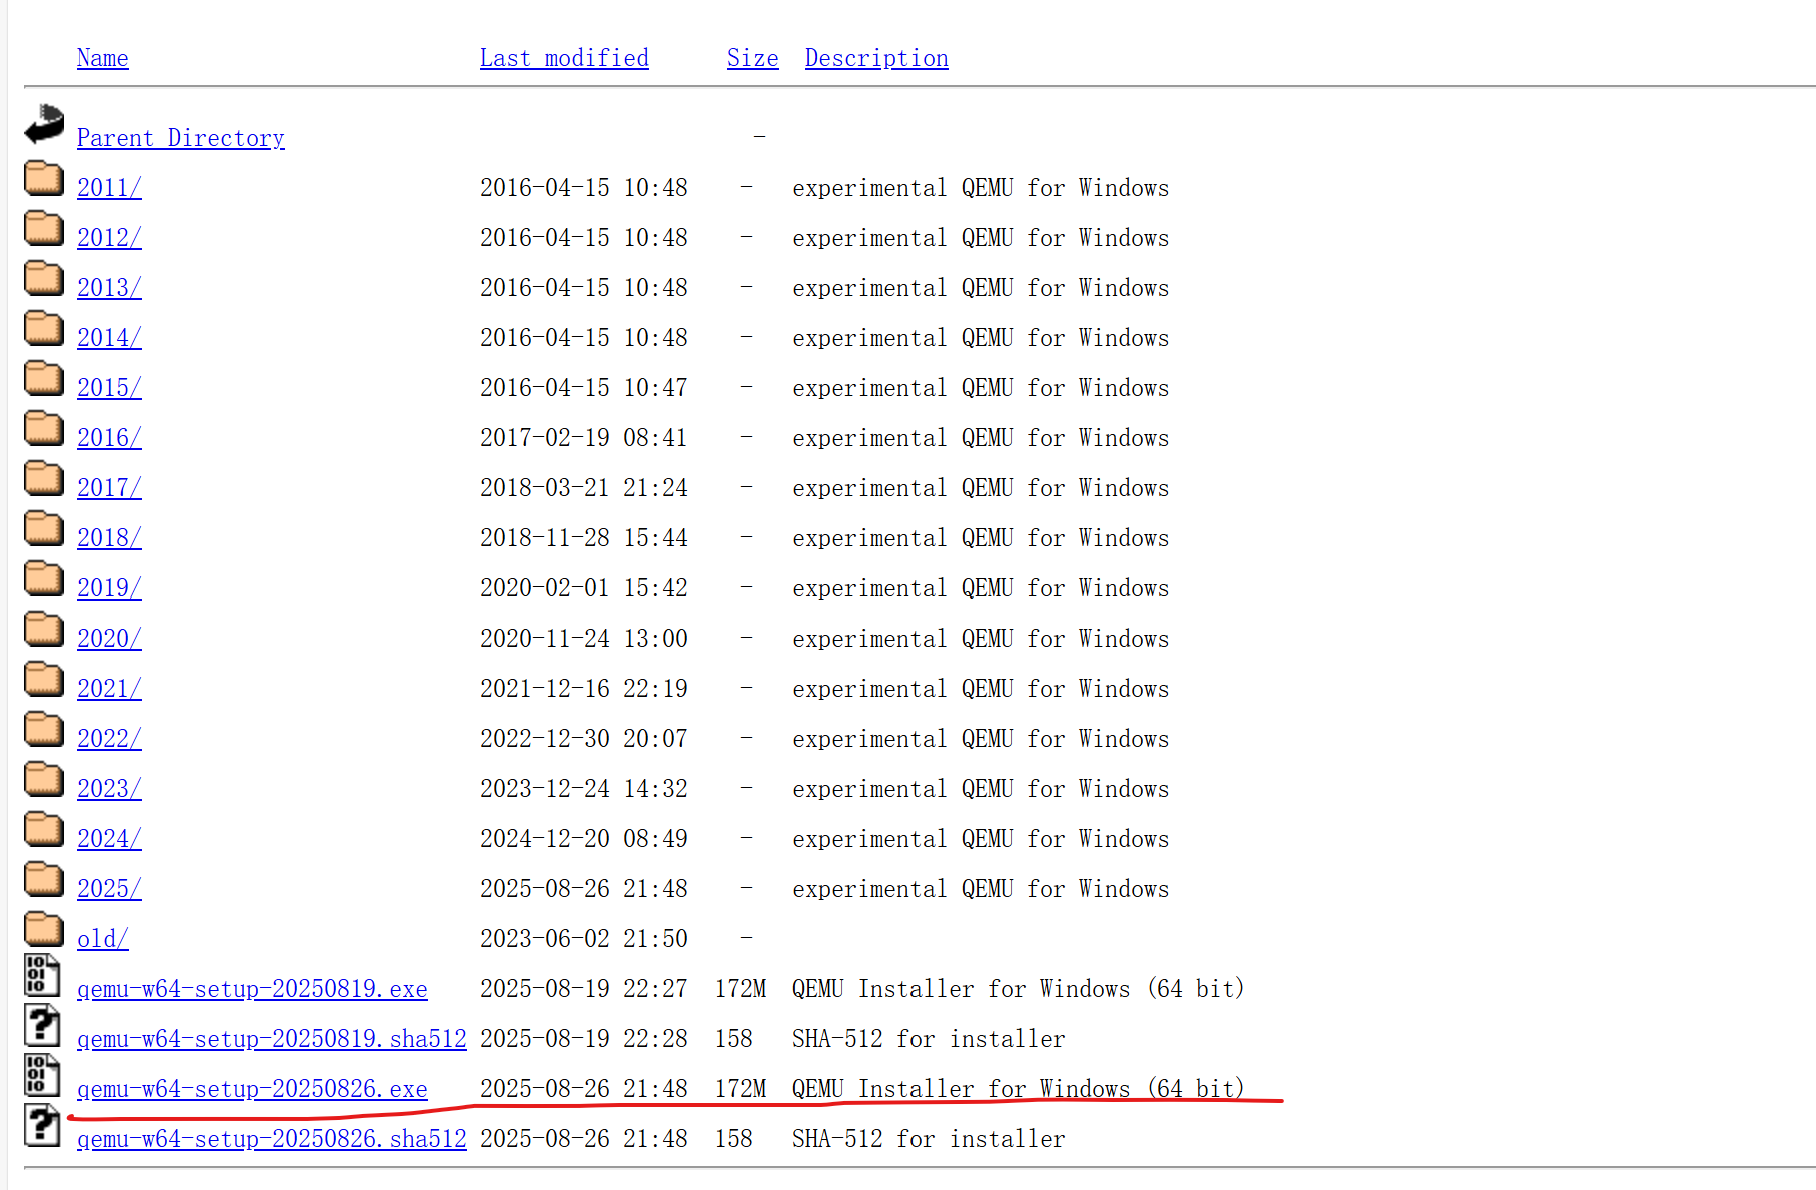 Name Last modified Size Description
Parent Directory -
2011/ 2016-04-15 10:48 - experimental QEMU for Windows
2012/ 2016-04-15 10:48 - experimental QEMU for Windows
2013/ 2016-04-15 10:48 - experimental QEMU for Windows
2014/ 2016-04-15 10:48 - experimental QEMU for Windows
2015/ 2016-04-15 10:47 - experimental QEMU for Windows
2016/ 2017-02-19 08:41 - experimental QEMU for Windows
2017/ 2018-03-21 21:24 - experimental QEMU for Windows
2018/ 2018-11-28 15:44 - experimental QEMU for Windows
2019/ 2020-02-01 15:42 - experimental QEMU for Windows
2020/ 2020-11-24 13:00 - experimental QEMU for Windows
2021/ 2021-12-16 22:19 - experimental QEMU for Windows
2022/ 2022-12-30 20:07 - experimental QEMU for Windows
2023/ 2023-12-24 14:32 - experimental QEMU for Windows
2024/ 2024-12-20 08:49 - experimental QEMU for Windows
2025/ 2025-08-26 21:48 - experimental QEMU for Windows
old/ 2023-06-02 21:50 -
qemu-w64-setup-20250819.exe 2025-08-19 22:27 172M QEMU Installer for Windows (64 bit)
qemu-w64-setup-20250819.sha512 2025-08-19 22:28 158 SHA-512 for installer
qemu-w64-setup-20250826.exe 2025-08-26 21:48 172M QEMU Installer for Windows (64 bit)
qemu-w64-setup-20250826.sha512 2025-08-26 21:48 158 SHA-512 for installer